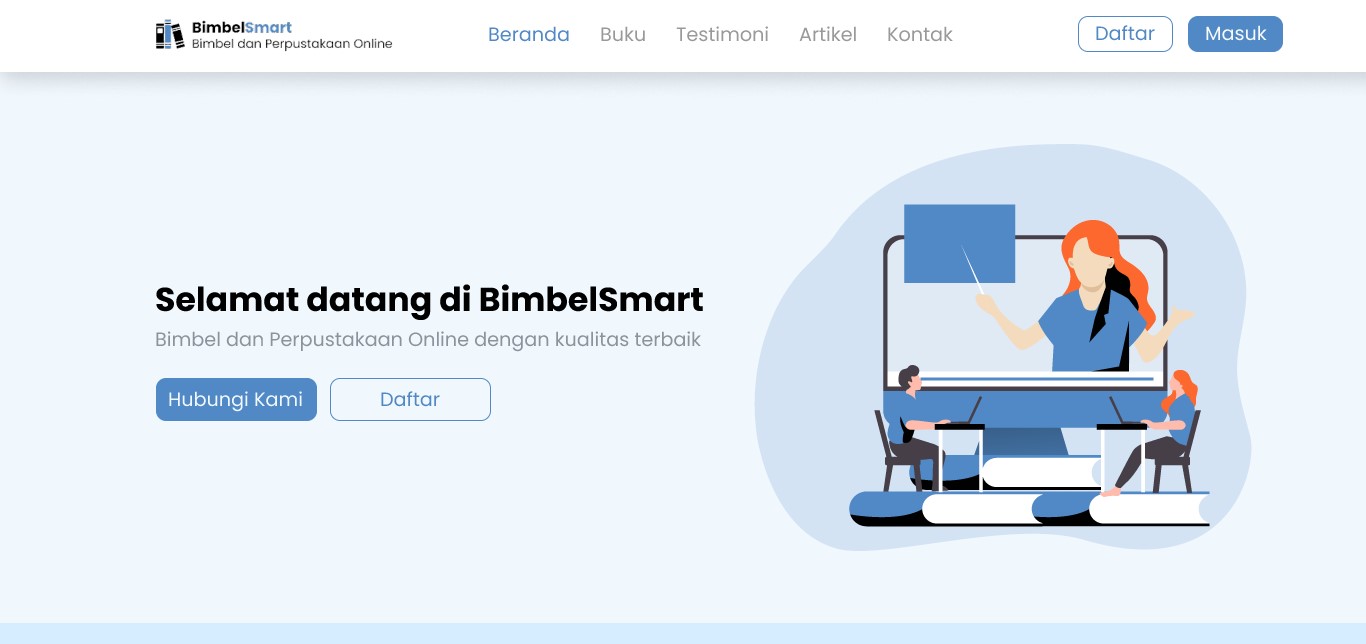 BimbelSmart
Bimbel dan Perpustakaan Online
Beranda Buku Testimoni Artikel Kontak
Daftar Masuk
Selamat datang di BimbelSmart
Bimbel dan Perpustakaan Online dengan kualitas terbaik
Hubungi Kami Daftar